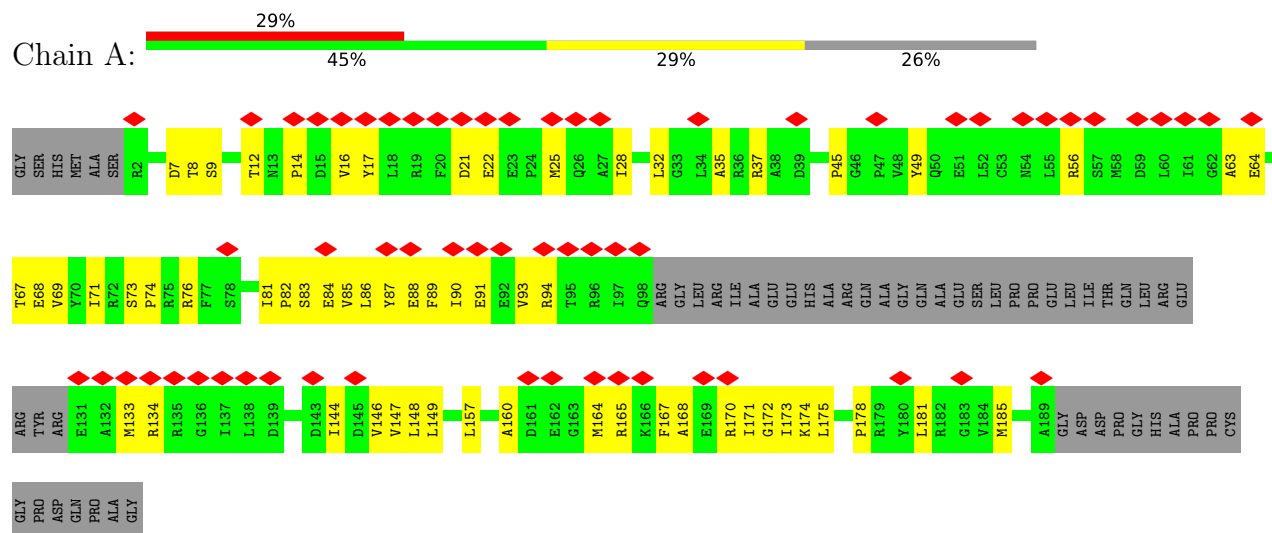 29%
Chain A:
45% 29% 26%
GLY SER HIS MET ALA SER R2 D7 T8 S9 T12 N13 P14 D15 V16 Y17 L18 R19 F20 D21 E22 E23 P24 M25 Q26 A27 I28 L32 G33 L34 A35 R36 R37 A38 D39 P45 G46 P47 V48 Y49 Q50 E51 L52 C53 N54 L55 R56 S57 M58 D59 L60 I61 G62 A63 E64
T67 E68 V69 Y70 I71 R72 S73 P74 R75 R76 F77 S78 I81 P82 S83 E84 V85 L86 Y87 E88 F89 I90 E91 E92 V93 R94 T95 R96 I97 Q98 ARG GLY LEU ARG ILE ALA GLU GLU HIS ALA ARG GLN ALA GLY GLN ALA GLU SER LEU PRO PRO GLU LEU ILE THR GLN LEU ARG GLU
ARG TYR ARG E131 A132 M133 R134 R135 G136 I137 L138 D139 D143 I144 D145 V146 V147 L148 L149 L157 A160 D161 E162 G163 M164 R165 K166 F167 A168 E169 R170 I171 G172 I173 K174 L175 P178 R179 Y180 L181 R182 G183 V184 M185 A189 GLY ASP ASP PRO GLY HIS ALA PRO PRO CYS
GLY PRO ASP GLN PRO ALA GLY